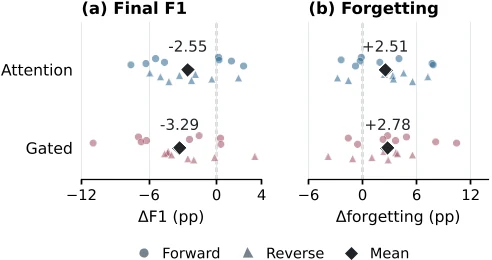 (a) Final F1
(b) Forgetting
Attention
Gated
-2.55
-3.29
+2.51
+2.78
−12 −6 0 4
−6 0 6 12
ΔF1 (pp)
Δforgetting (pp)
Forward Reverse Mean